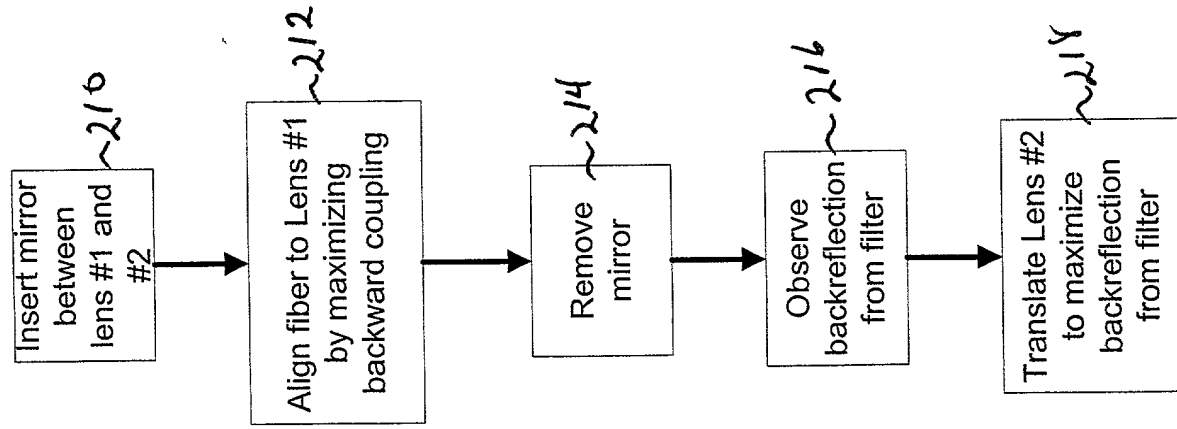 Insert mirror
between
lens #1 and
#2
210
Align fiber to Lens #1
by maximizing
backward coupling
212
Remove
mirror
214
Observe
backreflection
from filter
216
Translate Lens #2
to maximize
backreflection
from filter
218